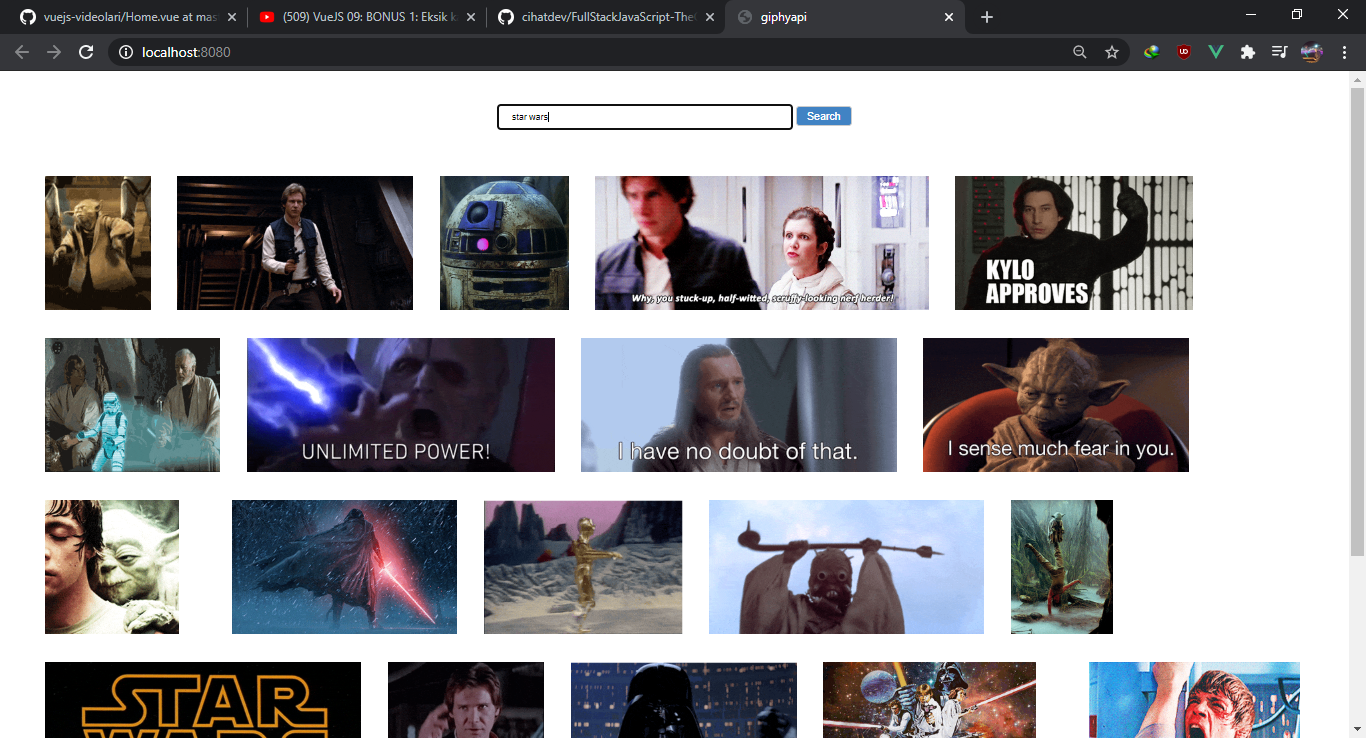 vuejs-videolari/Home.vue at mas
(509) VueJS 09: BONUS 1: Eksik k
cihatdev/FullStackJavaScript-The
giphyapi
localhost:8080
star wars
Search
Why, you stuck-up, half-witted, scruffy-looking nerf herder!
KYLO
APPROVES
UNLIMITED POWER!
I have no doubt of that.
I sense much fear in you.
STAR
WARS